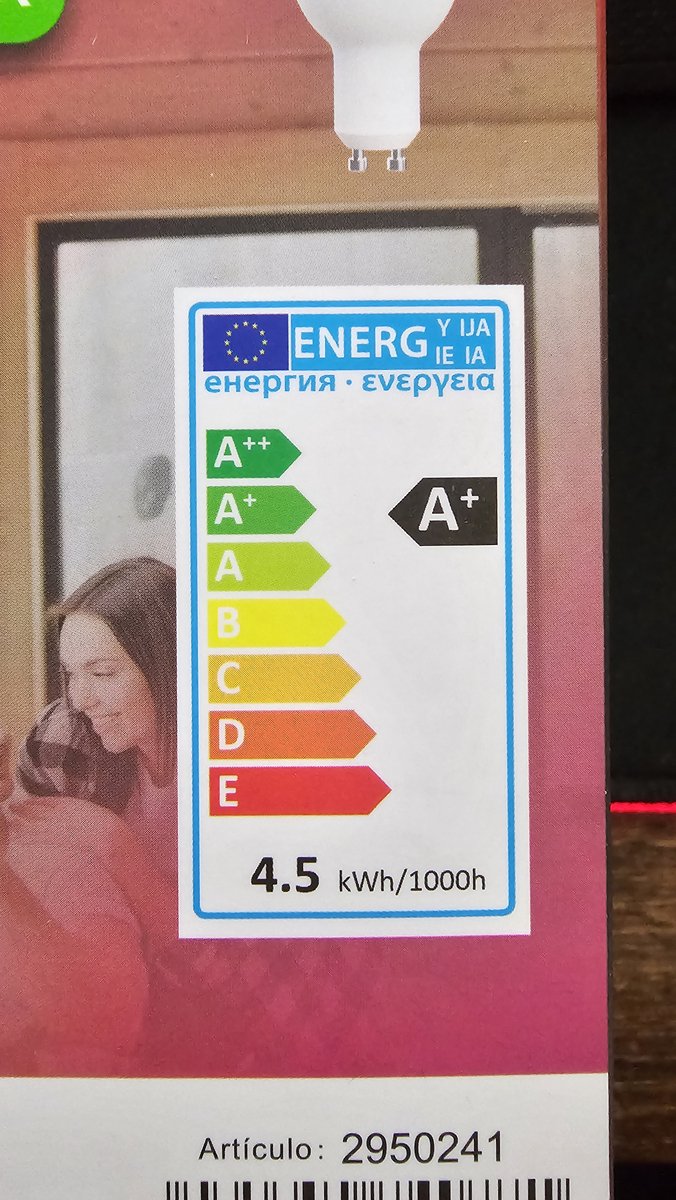 ENERG Y IJA
IE IA
енергия · ενεργεια
A++
A+
A+
A
B
C
D
E
4.5 kWh/1000h
Artículo: 2950241